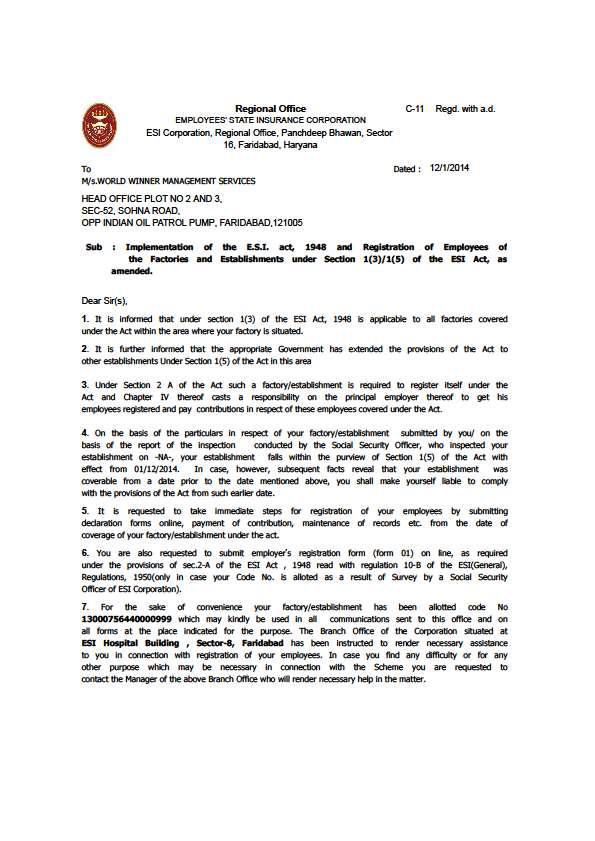 Regional Office C-11 Regd. with a.d.
EMPLOYEES' STATE INSURANCE CORPORATION
ESI Corporation, Regional Office, Panchdeep Bhawan, Sector
16, Faridabad, Haryana
To Dated : 12/1/2014
M/s.WORLD WINNER MANAGEMENT SERVICES
HEAD OFFICE PLOT NO 2 AND 3,
SEC-52, SOHNA ROAD,
OPP INDIAN OIL PATROL PUMP, FARIDABAD,121005
Sub : Implementation of the E.S.I. act, 1948 and Registration of Employees of
the Factories and Establishments under Section 1(3)/1(5) of the ESI Act, as
amended.
Dear Sir(s),
1. It is informed that under section 1(3) of the ESI Act, 1948 is applicable to all factories covered
under the Act within the area where your factory is situated.
2. It is further informed that the appropriate Government has extended the provisions of the Act to
other establishments Under Section 1(5) of the Act in this area
3. Under Section 2 A of the Act such a factory/establishment is required to register itself under the
Act and Chapter IV thereof casts a responsibility on the principal employer thereof to get his
employees registered and pay contributions in respect of these employees covered under the Act.
4. On the basis of the particulars in respect of your factory/establishment submitted by you/ on the
basis of the report of the inspection conducted by the Social Security Officer, who inspected your
establishment on -NA-, your establishment falls within the purview of Section 1(5) of the Act with
effect from 01/12/2014. In case, however, subsequent facts reveal that your establishment was
coverable from a date prior to the date mentioned above, you shall make yourself liable to comply
with the provisions of the Act from such earlier date.
5. It is requested to take immediate steps for registration of your employees by submitting
declaration forms online, payment of contribution, maintenance of records etc. from the date of
coverage of your factory/establishment under the act.
6. You are also requested to submit employer's registration form (form 01) on line, as required
under the provisions of sec.2-A of the ESI Act , 1948 read with regulation 10-B of the ESI(General),
Regulations, 1950(only in case your Code No. is alloted as a result of Survey by a Social Security
Officer of ESI Corporation).
7. For the sake of convenience your factory/establishment has been allotted code No
13000756440000999 which may kindly be used in all communications sent to this office and on
all forms at the place indicated for the purpose. The Branch Office of the Corporation situated at
ESI Hospital Building , Sector-8, Faridabad has been instructed to render necessary assistance
to you in connection with registration of your employees. In case you find any difficulty or for any
other purpose which may be necessary in connection with the Scheme you are requested to
contact the Manager of the above Branch Office who will render necessary help in the matter.